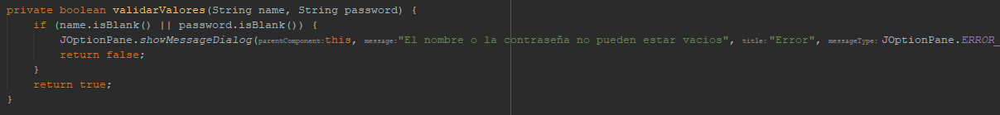 private boolean validarValores(String name, String password) {
if (name.isBlank() || password.isBlank()) {
JOptionPane.showMessageDialog(parentComponent: this, message: "El nombre o la contraseña no pueden estar vacios", title: "Error", messageType: JOptionPane.ERROR_
return false;
}
return true;
}